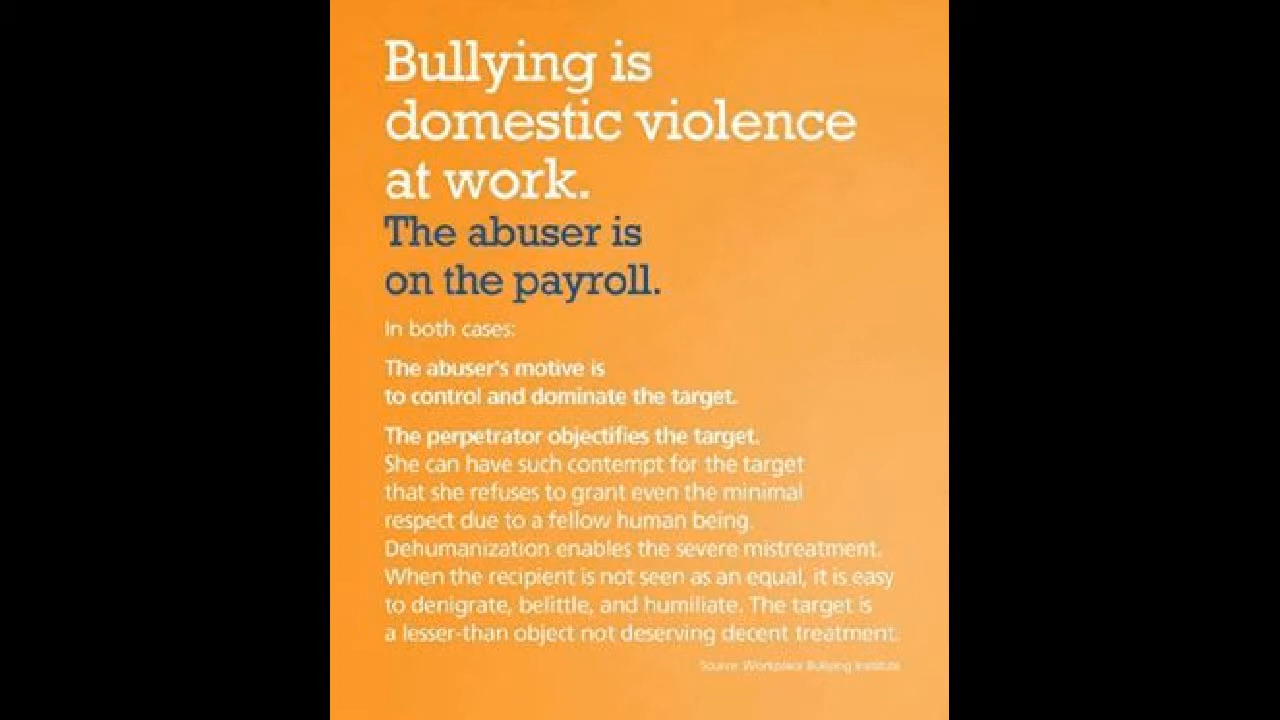 Bullying is
domestic violence
at work.
The abuser is
on the payroll.
In both cases:
The abuser's motive is
to control and dominate the target.
The perpetrator objectifies the target.
She can have such contempt for the target
that she refuses to grant even the minimal
respect due to a fellow human being.
Dehumanization enables the severe mistreatment.
When the recipient is not seen as an equal, it is easy
to denigrate, belittle, and humiliate. The target is
a lesser-than object not deserving decent treatment.
Source: Workplace Bullying Institute